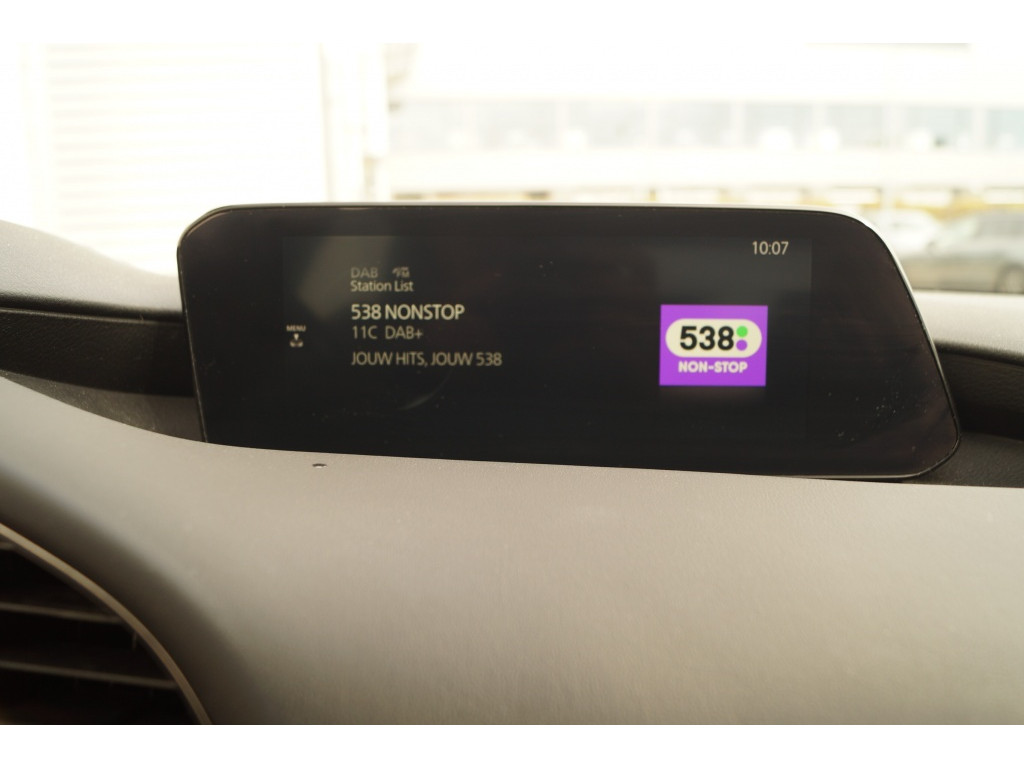 10:07
DAB
Station List
538 NONSTOP
11C DAB+
JOUW HITS, JOUW 538
MENU
538
NON-STOP